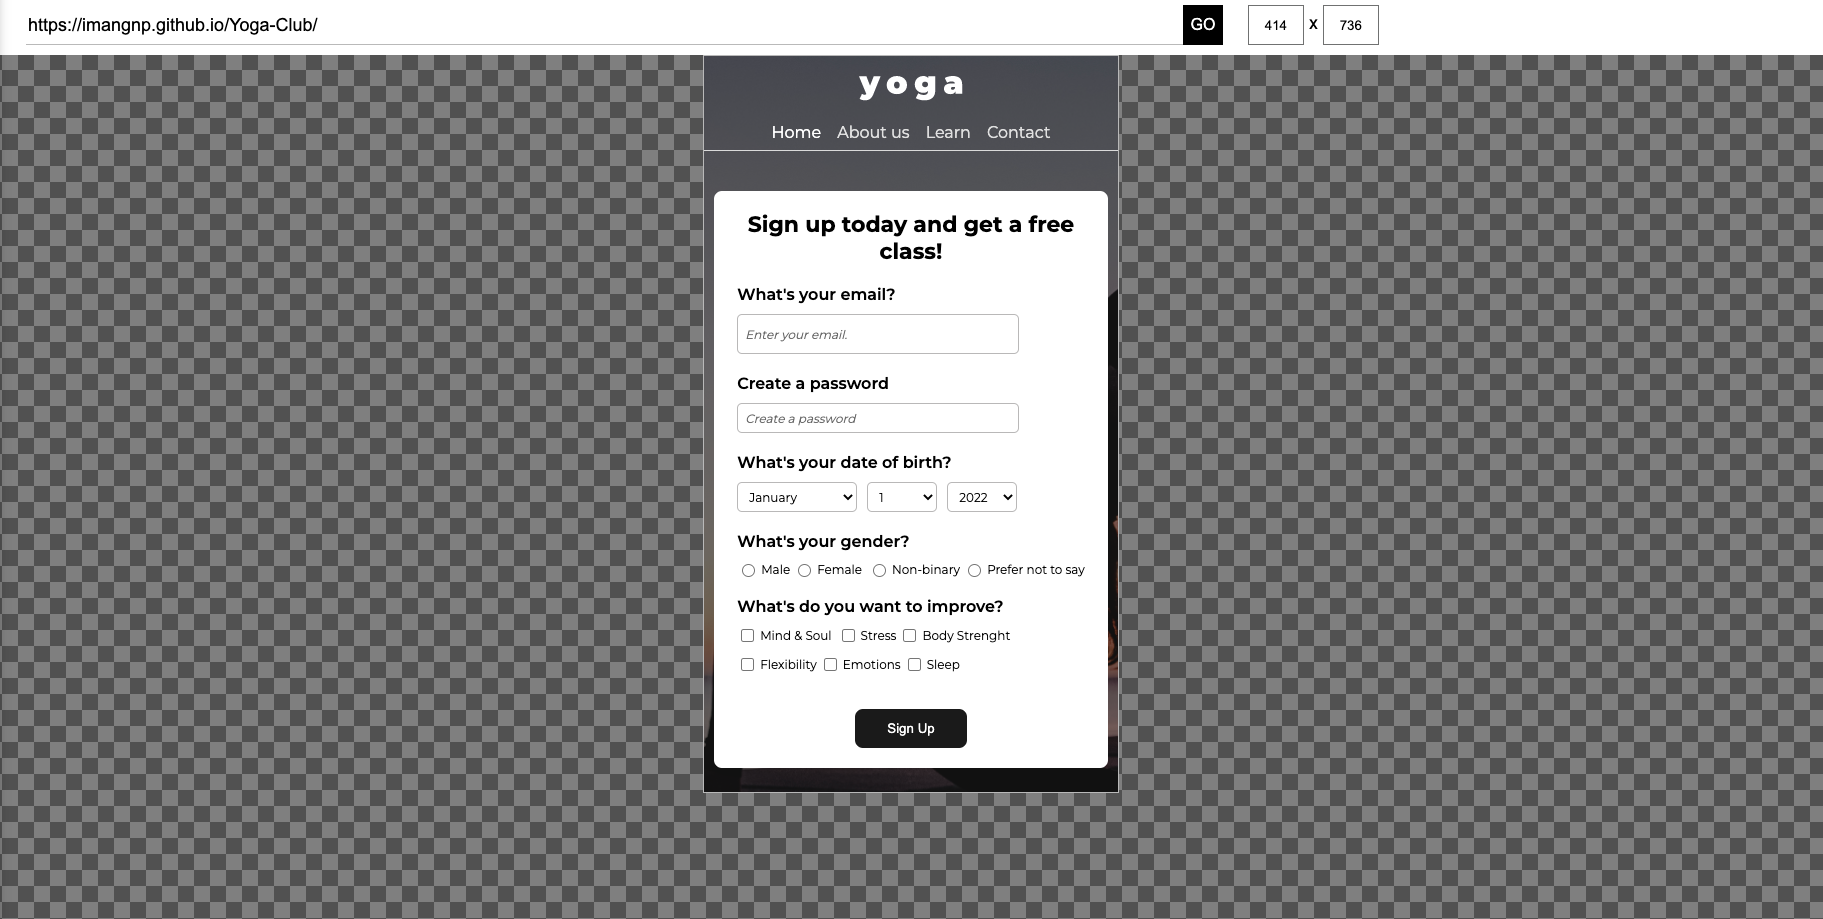 https://imangnp.github.io/Yoga-Club/ GO 414 X 736
yoga
Home About us Learn Contact
Sign up today and get a free
class!
What's your email?
Enter your email.
Create a password
Create a password
What's your date of birth?
January 1 2022
What's your gender?
Male Female Non-binary Prefer not to say
What's do you want to improve?
Mind & Soul Stress Body Strenght
Flexibility Emotions Sleep
Sign Up